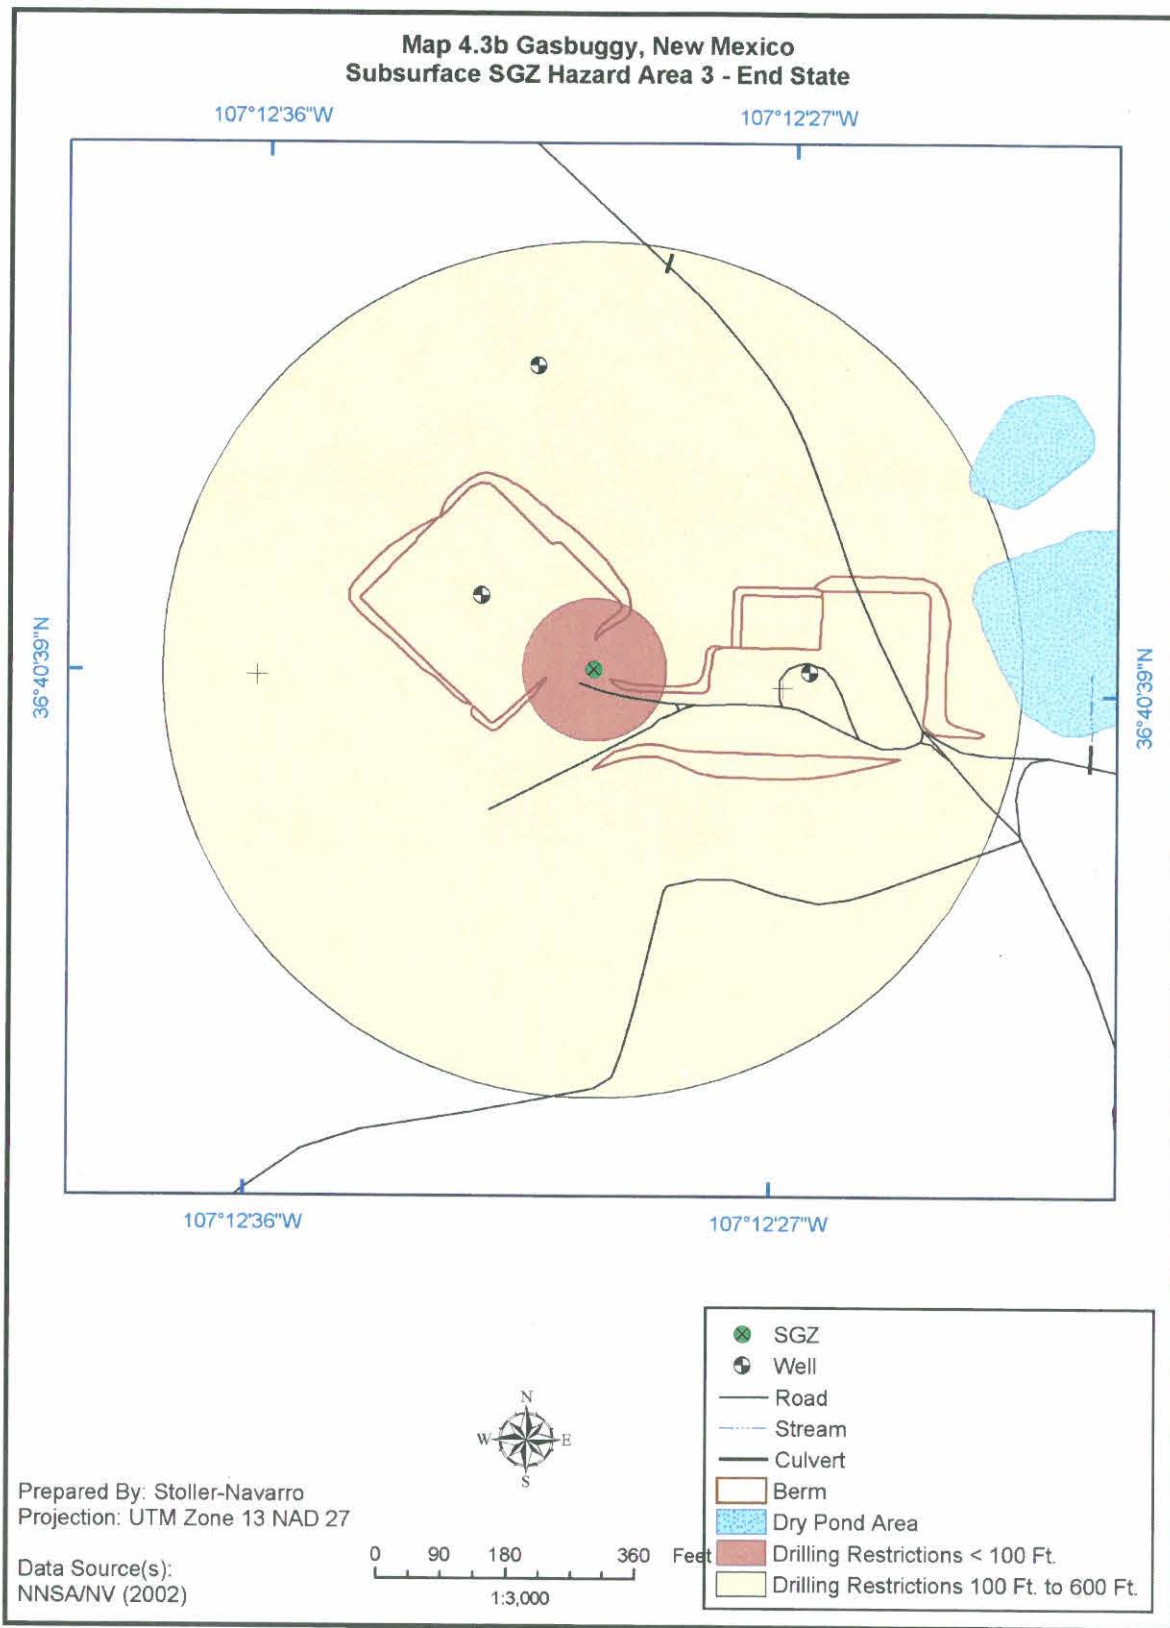 Map 4.3b Gasbuggy, New Mexico
Subsurface SGZ Hazard Area 3 - End State
107°12'36"W
107°12'27"W
36°40'39"N
36°40'39"N
107°12'36"W
107°12'27"W
SGZ
Well
Road
Stream
Culvert
Berm
Dry Pond Area
Drilling Restrictions < 100 Ft.
Drilling Restrictions 100 Ft. to 600 Ft.
N
W E
S
Prepared By: Stoller-Navarro
Projection: UTM Zone 13 NAD 27
Data Source(s):
NNSA/NV (2002)
0 90 180 360 Feet
1:3,000